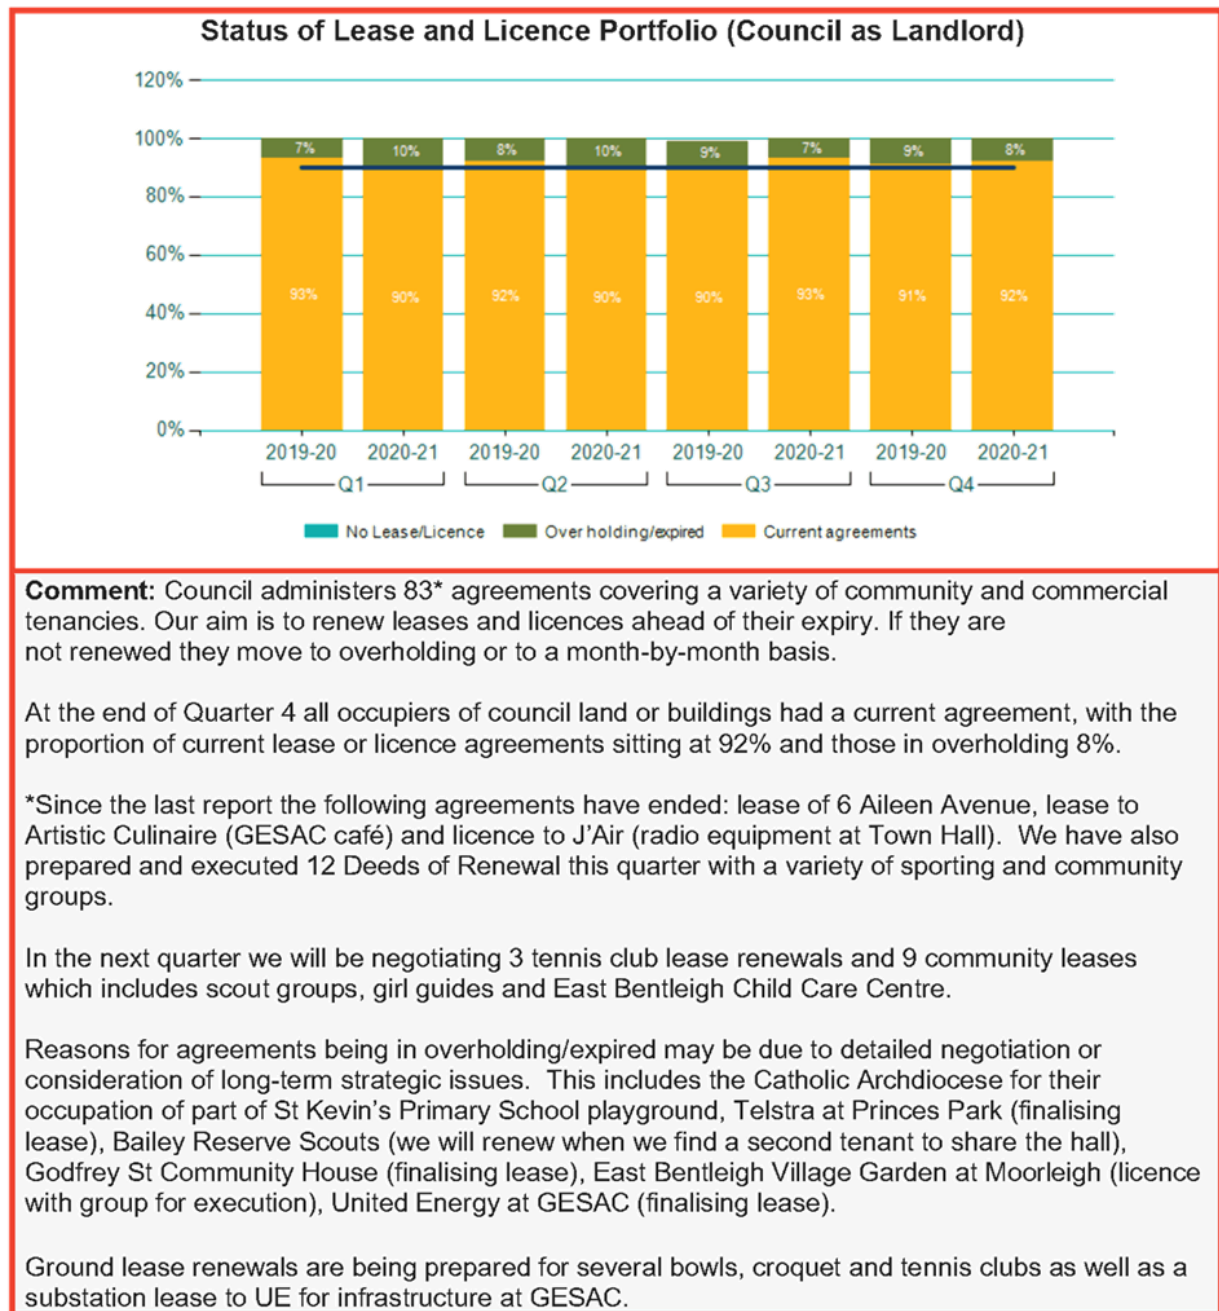 Status of Lease and Licence Portfolio (Council as Landlord)
120%
100%
80%
60%
40%
20%
0%
7%
10%
8%
10%
9%
7%
9%
8%
93%
90%
92%
90%
90%
93%
91%
92%
2019-20
2020-21
2019-20
2020-21
2019-20
2020-21
2019-20
2020-21
Q1
Q2
Q3
Q4
No Lease/Licence
Over holding/expired
Current agreements
Comment: Council administers 83* agreements covering a variety of community and commercial
tenancies. Our aim is to renew leases and licences ahead of their expiry. If they are
not renewed they move to overholding or to a month-by-month basis.
At the end of Quarter 4 all occupiers of council land or buildings had a current agreement, with the
proportion of current lease or licence agreements sitting at 92% and those in overholding 8%.
*Since the last report the following agreements have ended: lease of 6 Aileen Avenue, lease to
Artistic Culinaire (GESAC café) and licence to J'Air (radio equipment at Town Hall). We have also
prepared and executed 12 Deeds of Renewal this quarter with a variety of sporting and community
groups.
In the next quarter we will be negotiating 3 tennis club lease renewals and 9 community leases
which includes scout groups, girl guides and East Bentleigh Child Care Centre.
Reasons for agreements being in overholding/expired may be due to detailed negotiation or
consideration of long-term strategic issues. This includes the Catholic Archdiocese for their
occupation of part of St Kevin's Primary School playground, Telstra at Princes Park (finalising
lease), Bailey Reserve Scouts (we will renew when we find a second tenant to share the hall),
Godfrey St Community House (finalising lease), East Bentleigh Village Garden at Moorleigh (licence
with group for execution), United Energy at GESAC (finalising lease).
Ground lease renewals are being prepared for several bowls, croquet and tennis clubs as well as a
substation lease to UE for infrastructure at GESAC.